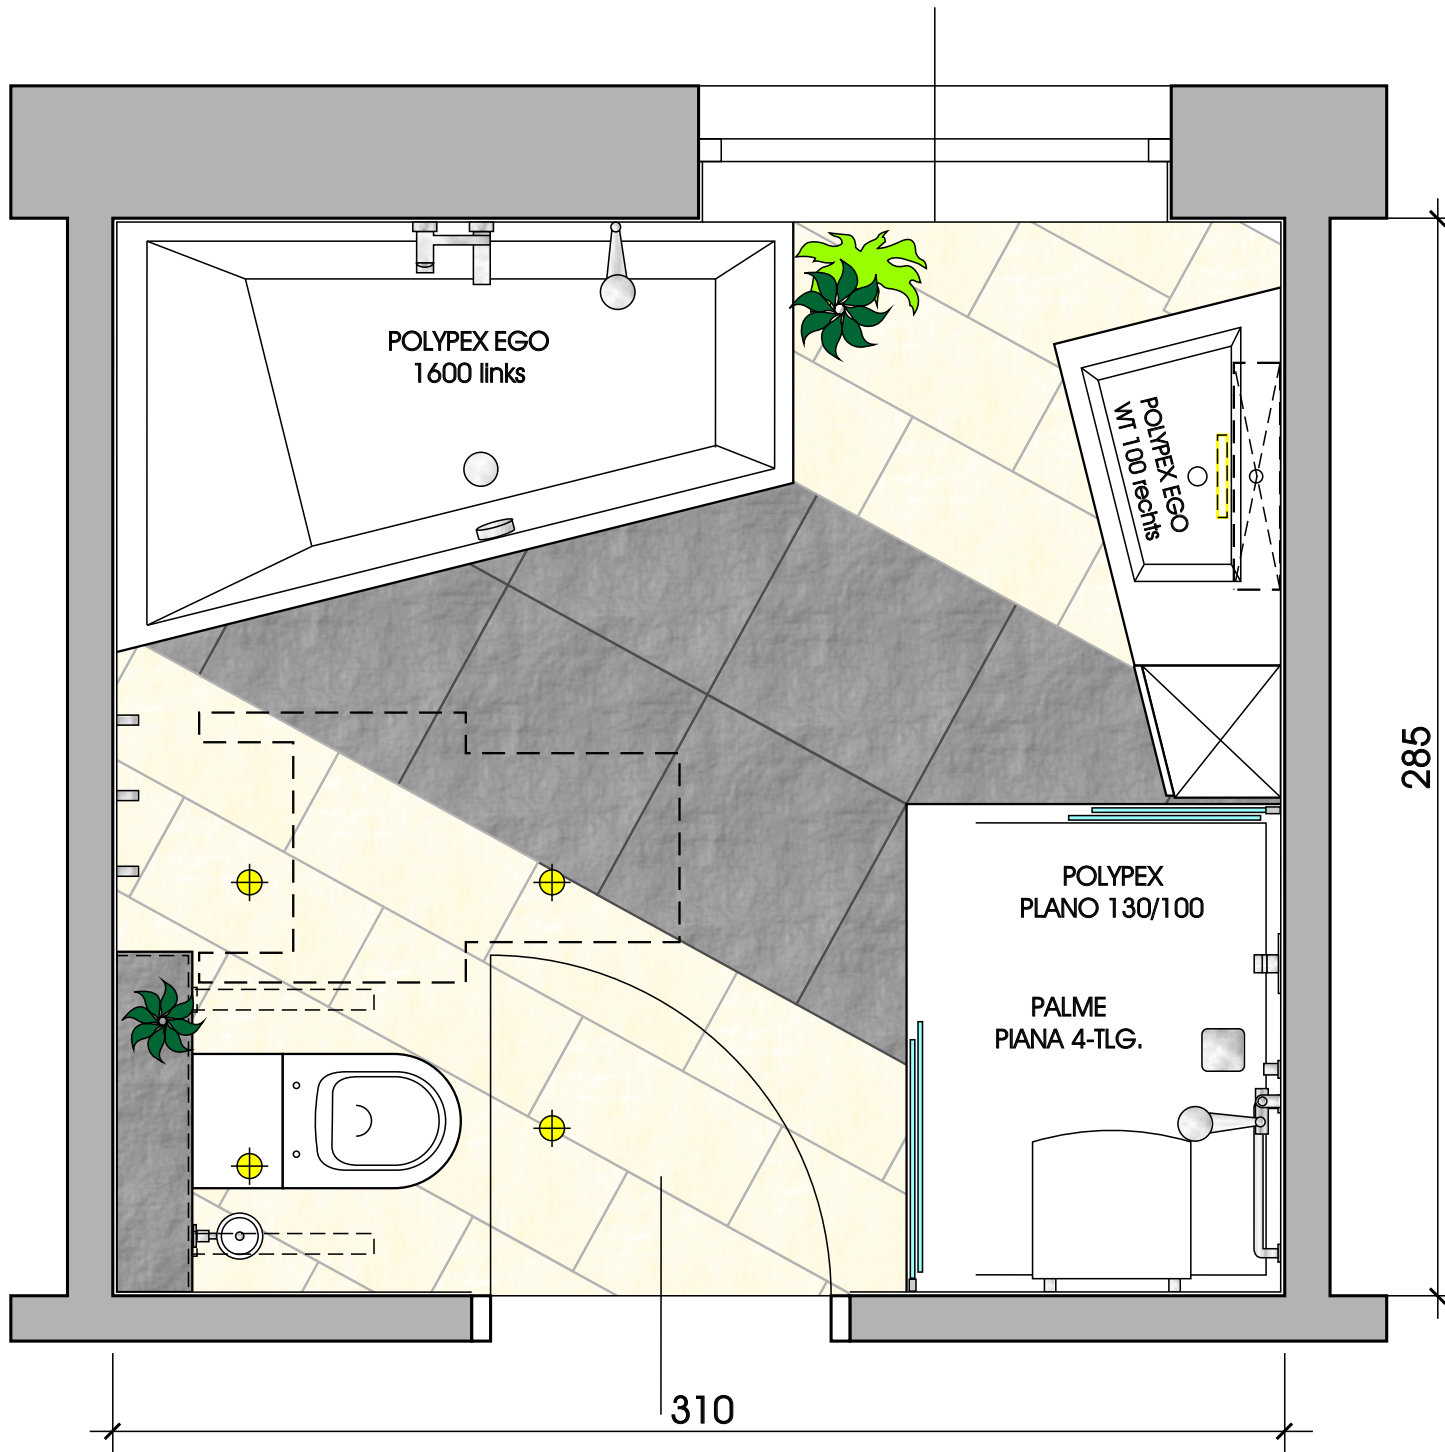 POLYPEX EGO
1600 links
POLYPEX EGO
WT 100 rechts
285
POLYPEX
PLANO 130/100
PALME
PIANA 4-TLG.
310